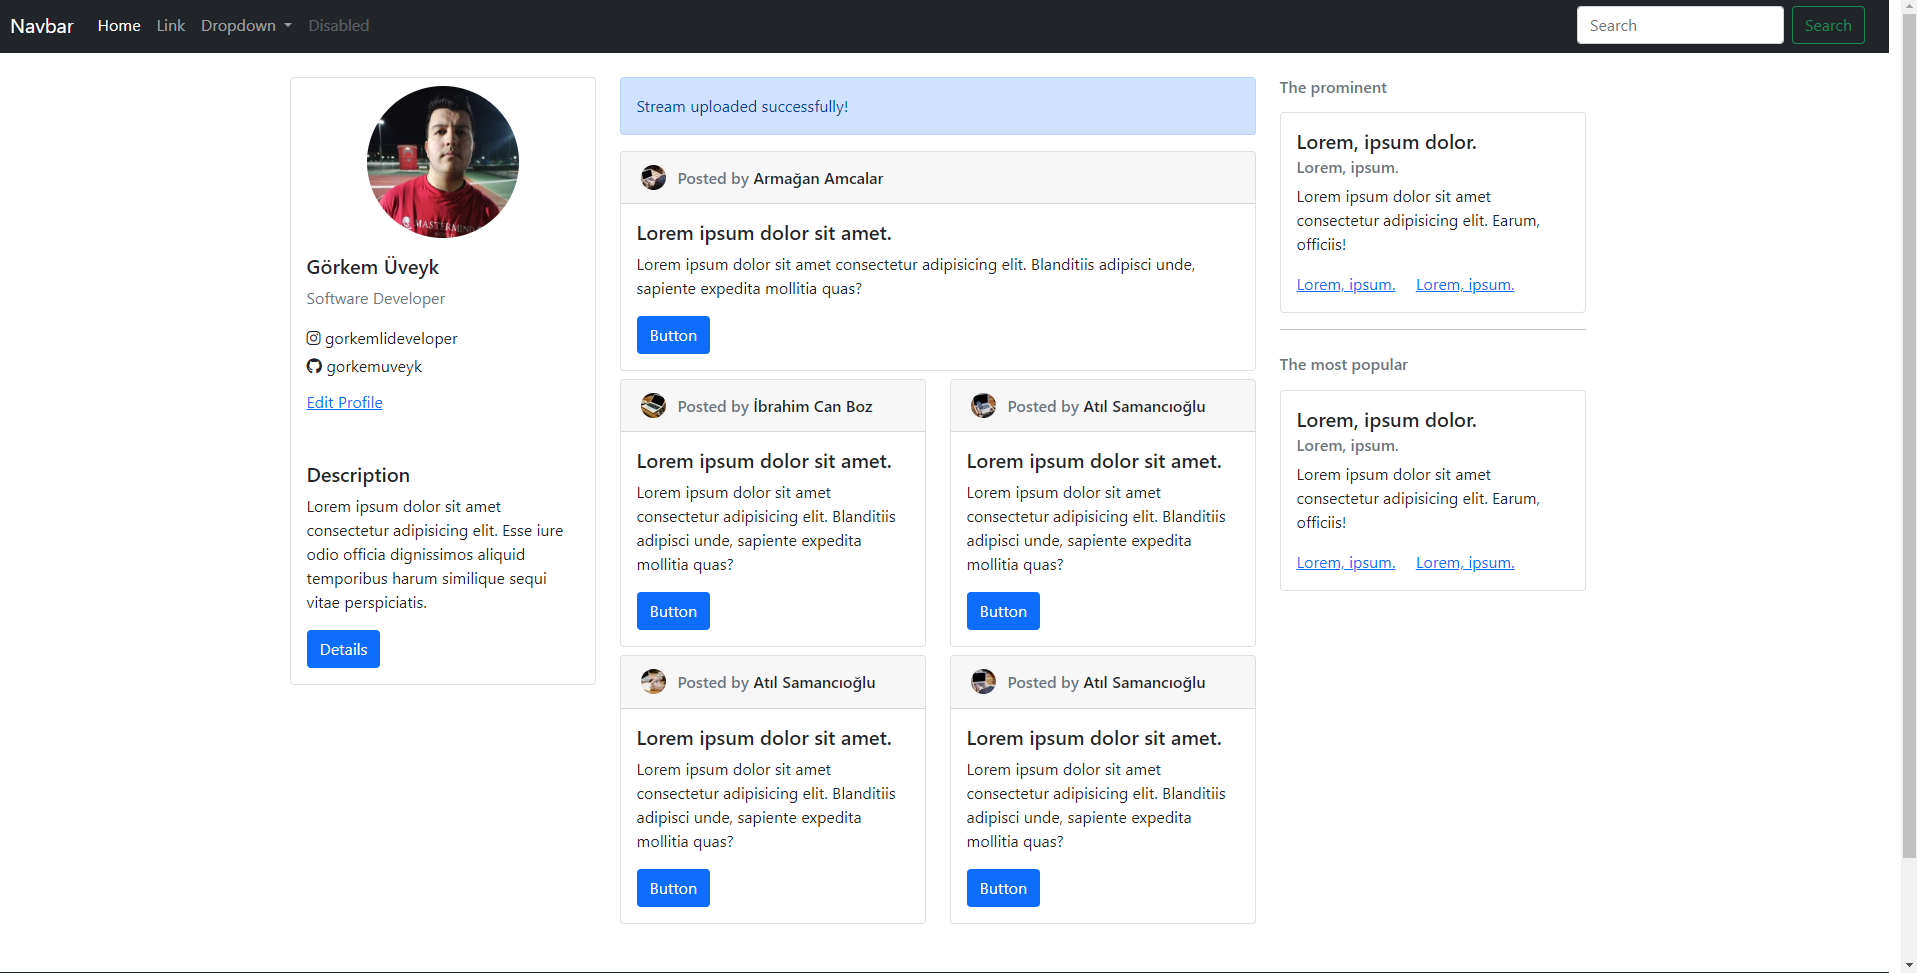 Navbar Home Link Dropdown Disabled Search Search
Görkem Üveyk
Software Developer
gorkemlideveloper
gorkemuveyk
Edit Profile
Description
Lorem ipsum dolor sit amet
consectetur adipisicing elit. Esse iure
odio officia dignissimos aliquid
temporibus harum similique sequi
vitae perspiciatis.
Details
Stream uploaded successfully!
Posted by Armağan Amcalar
Lorem ipsum dolor sit amet.
Lorem ipsum dolor sit amet consectetur adipisicing elit. Blanditiis adipisci unde,
sapiente expedita mollitia quas?
Button
Posted by İbrahim Can Boz
Lorem ipsum dolor sit amet.
Lorem ipsum dolor sit amet
consectetur adipisicing elit. Blanditiis
adipisci unde, sapiente expedita
mollitia quas?
Button
Posted by Atıl Samancıoğlu
Lorem ipsum dolor sit amet.
Lorem ipsum dolor sit amet
consectetur adipisicing elit. Blanditiis
adipisci unde, sapiente expedita
mollitia quas?
Button
Posted by Atıl Samancıoğlu
Lorem ipsum dolor sit amet.
Lorem ipsum dolor sit amet
consectetur adipisicing elit. Blanditiis
adipisci unde, sapiente expedita
mollitia quas?
Button
Posted by Atıl Samancıoğlu
Lorem ipsum dolor sit amet.
Lorem ipsum dolor sit amet
consectetur adipisicing elit. Blanditiis
adipisci unde, sapiente expedita
mollitia quas?
Button
The prominent
Lorem, ipsum dolor.
Lorem, ipsum.
Lorem ipsum dolor sit amet
consectetur adipisicing elit. Earum,
officiis!
Lorem, ipsum. Lorem, ipsum.
The most popular
Lorem, ipsum dolor.
Lorem, ipsum.
Lorem ipsum dolor sit amet
consectetur adipisicing elit. Earum,
officiis!
Lorem, ipsum. Lorem, ipsum.